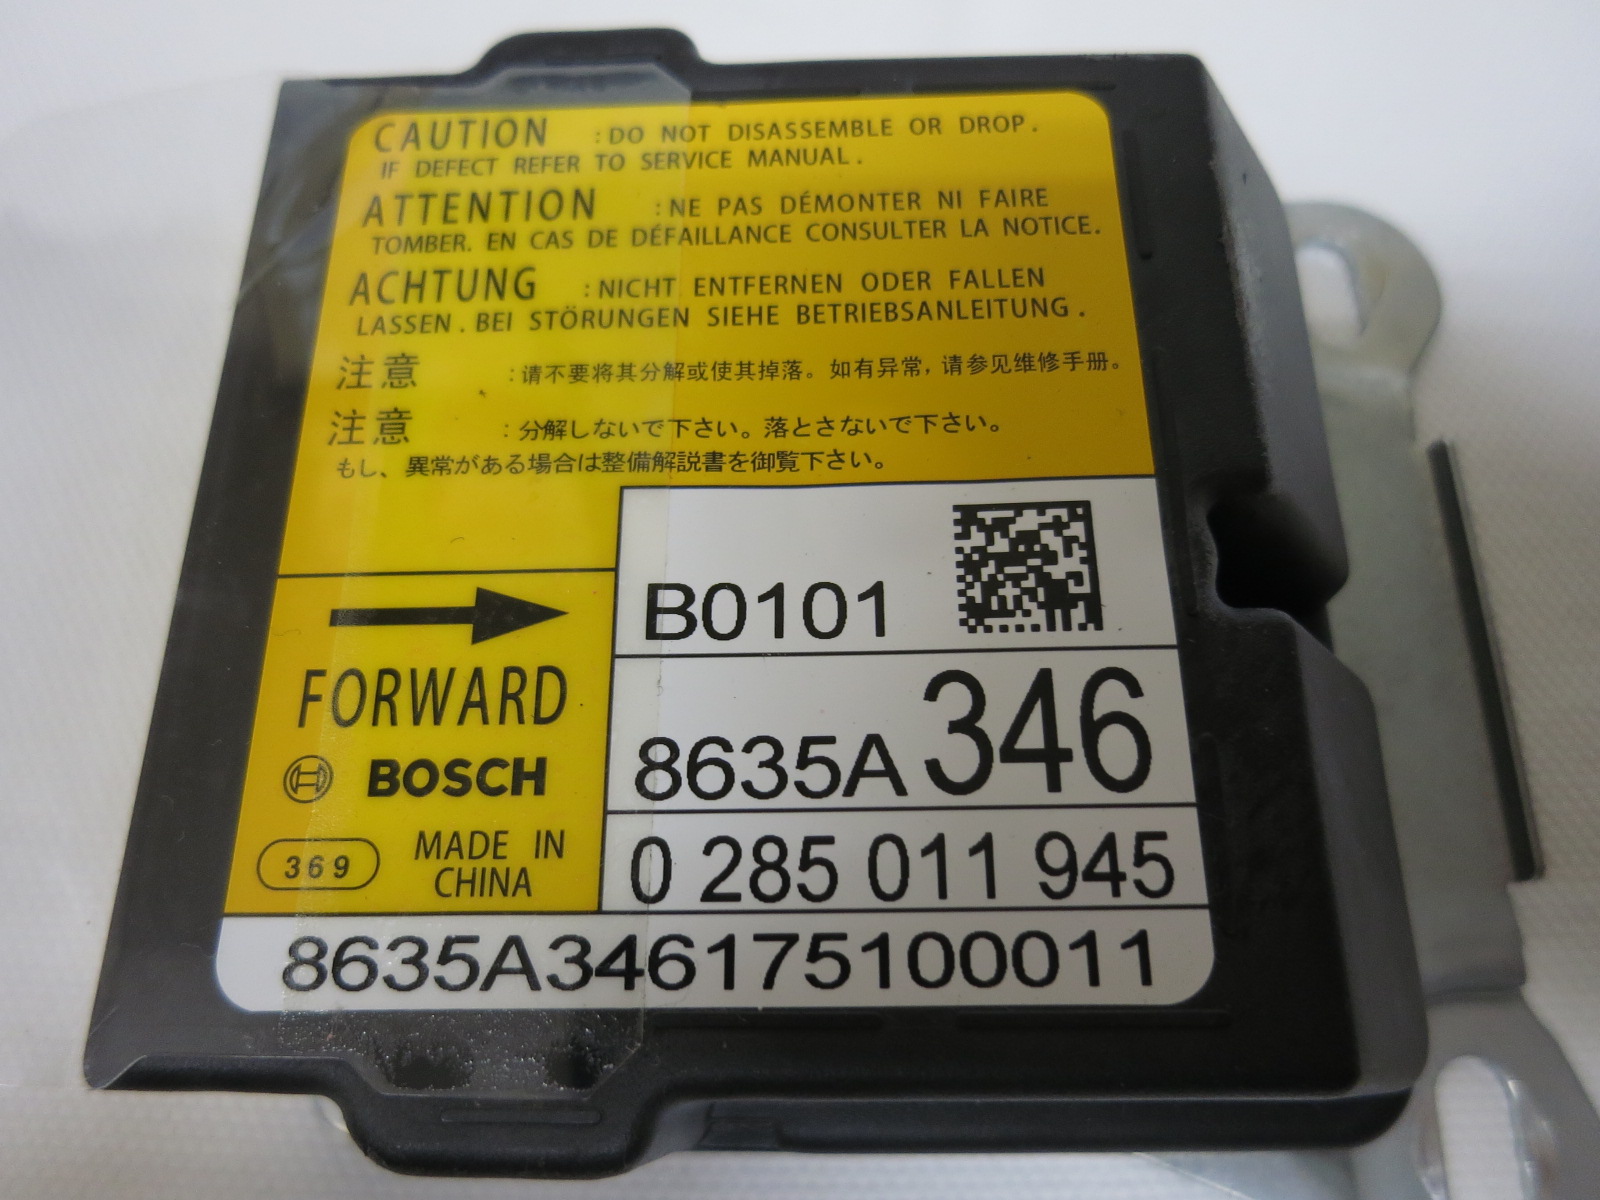 CAUTION :DO NOT DISASSEMBLE OR DROP.
IF DEFECT REFER TO SERVICE MANUAL.
ATTENTION :NE PAS DÉMONTER NI FAIRE
TOMBER. EN CAS DE DÉFAILLANCE CONSULTER LA NOTICE.
ACHTUNG :NICHT ENTFERNEN ODER FALLEN
LASSEN. BEI STÖRUNGEN SIEHE BETRIEBSANLEITUNG.
注意 :请不要将其分解或使其掉落。如有异常，请参见维修手册。
注意 :分解しないで下さい。落とさないで下さい。
もし、異常がある場合は整備解説書を御覧下さい。
B0101
FORWARD
8635A346
BOSCH
369
MADE IN
CHINA
0 285 011 945
8635A346175100011